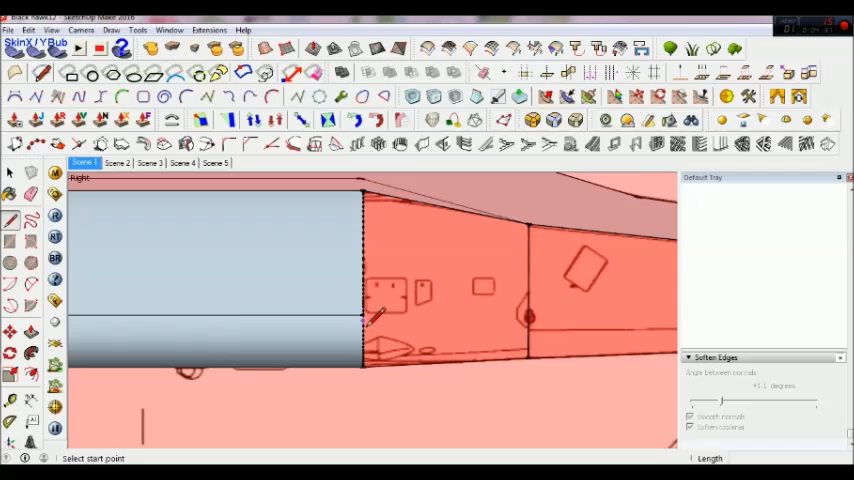 Black hawk12 - SketchUp Make 2016
File Edit View Camera Draw Tools Window Extensions Help
SkinX / YBub
Scene 1 Scene 2 Scene 3 Scene 4 Scene 5
Right
Default Tray
M
R
RT
BR
Soften Edges
Angle between normals
degrees
Smooth normals
Soften coplanar
Select start point
Length